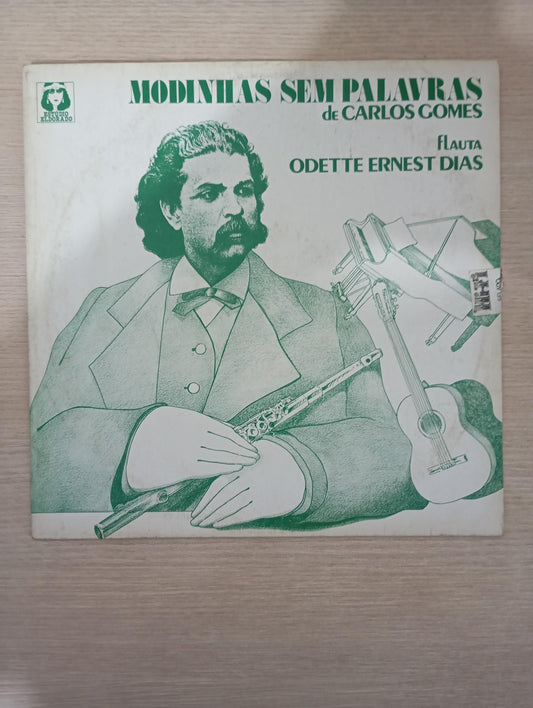 ESTUDIO
ELDORADO
MODINHAS SEM PALAVRAS
de CARLOS GOMES
flauta
ODETTE ERNEST DIAS